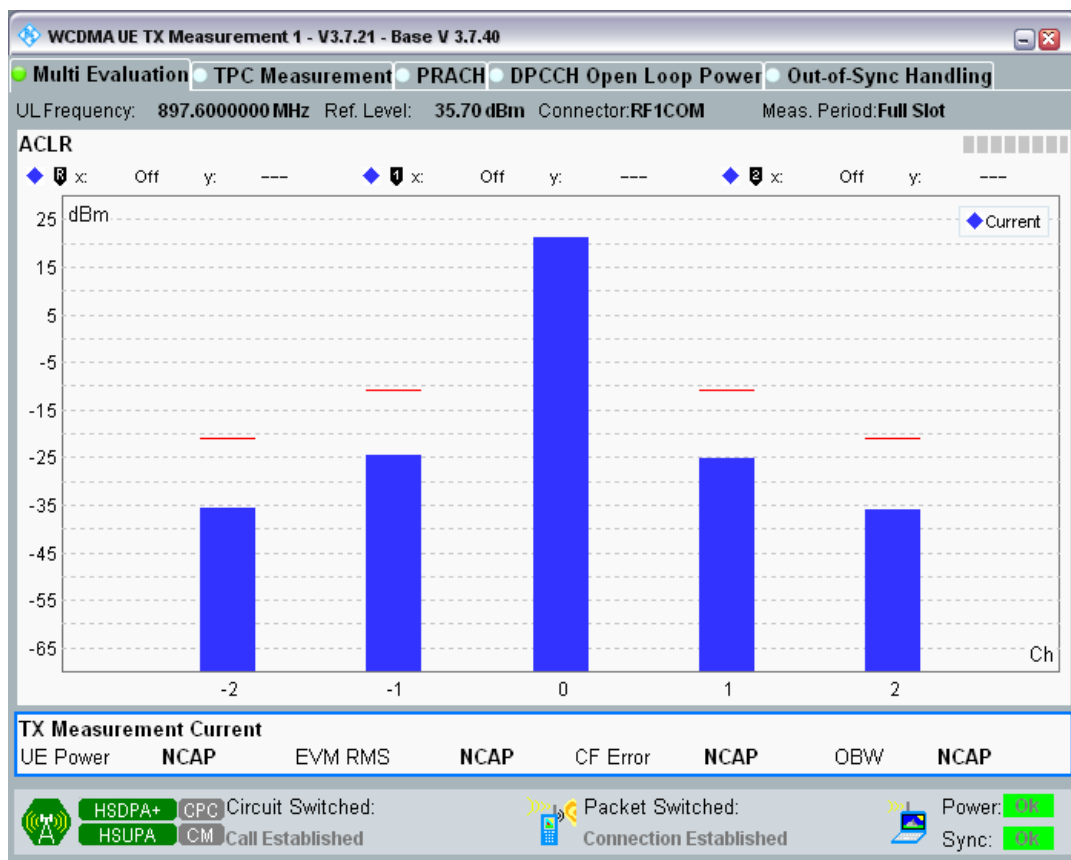 WCDMA UE TX Measurement 1 - V3.7.21 - Base V 3.7.40
Multi Evaluation TPC Measurement PRACH DPCCH Open Loop Power Out-of-Sync Handling
UL Frequency: 897.6000000 MHz Ref. Level: 35.70 dBm Connector: RF1COM Meas. Period: Full Slot
ACLR
R x: Off y: --- 1 x: Off y: --- 2 x: Off y: ---
dBm
Current
25
15
5
-5
-15
-25
-35
-45
-55
-65
Ch
-2 -1 0 1 2
TX Measurement Current
UE Power NCAP EVM RMS NCAP CF Error NCAP OBW NCAP
HSDPA+ CPC Circuit Switched: Packet Switched: Power: OK
HSUPA CM Call Established Connection Established Sync: OK